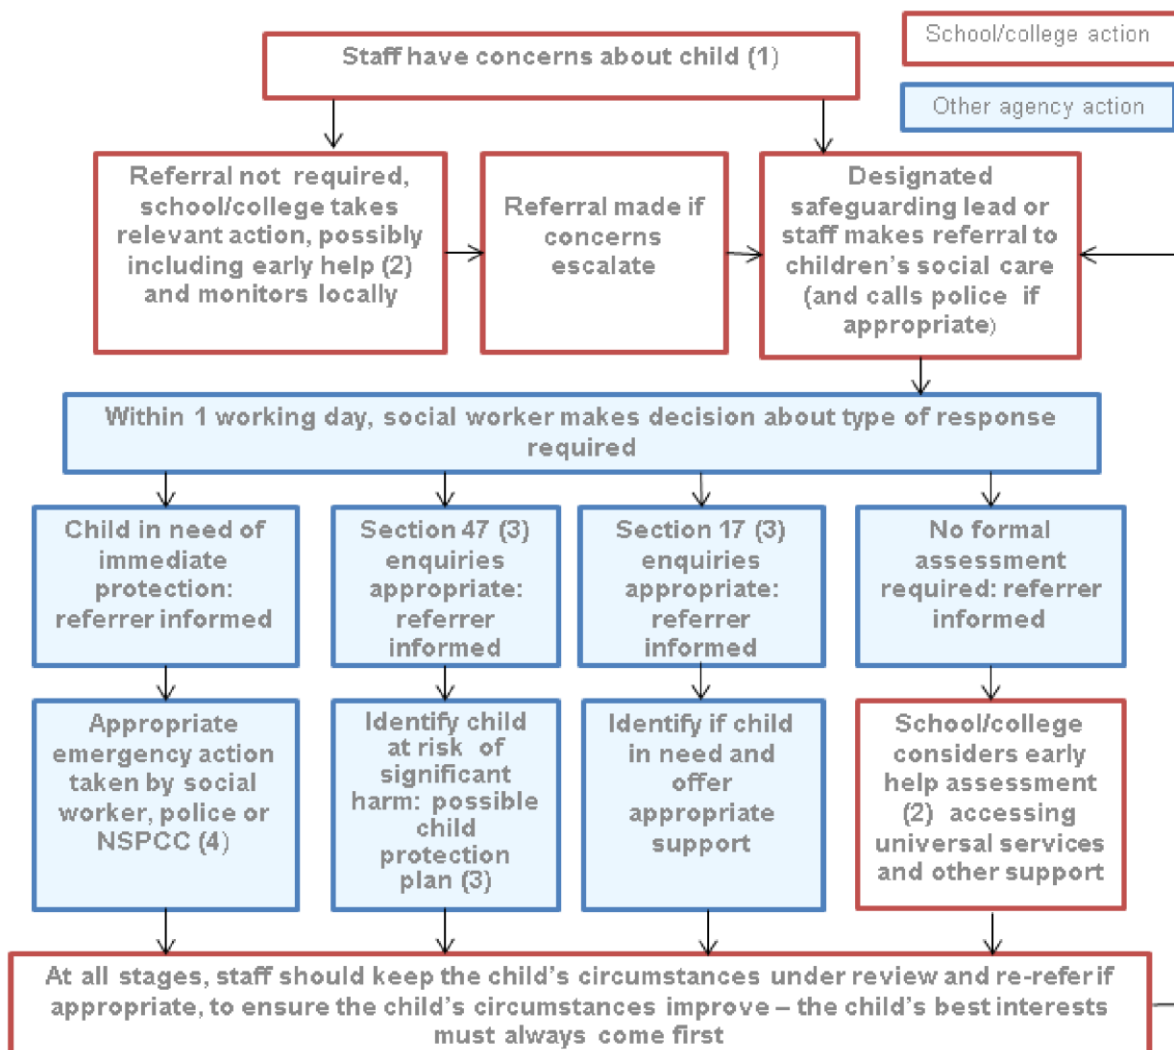 School/college action
Staff have concerns about child (1)
Other agency action
Referral not required,
school/college takes
relevant action, possibly
including early help (2)
and monitors locally
Referral made if
concerns
escalate
Designated
safeguarding lead or
staff makes referral to
children's social care
(and calls police if
appropriate)
Within 1 working day, social worker makes decision about type of response
required
Child in need of
immediate
protection:
referrer informed
Section 47 (3)
enquiries
appropriate:
referrer
informed
Section 17 (3)
enquiries
appropriate:
referrer
informed
No formal
assessment
required: referrer
informed
Appropriate
emergency action
taken by social
worker, police or
NSPCC (4)
Identify child
at risk of
significant
harm: possible
child
protection
plan (3)
Identify if child
in need and
offer
appropriate
support
School/college
considers early
help assessment
(2) accessing
universal services
and other support
At all stages, staff should keep the child's circumstances under review and re-refer if
appropriate, to ensure the child's circumstances improve – the child's best interests
must always come first